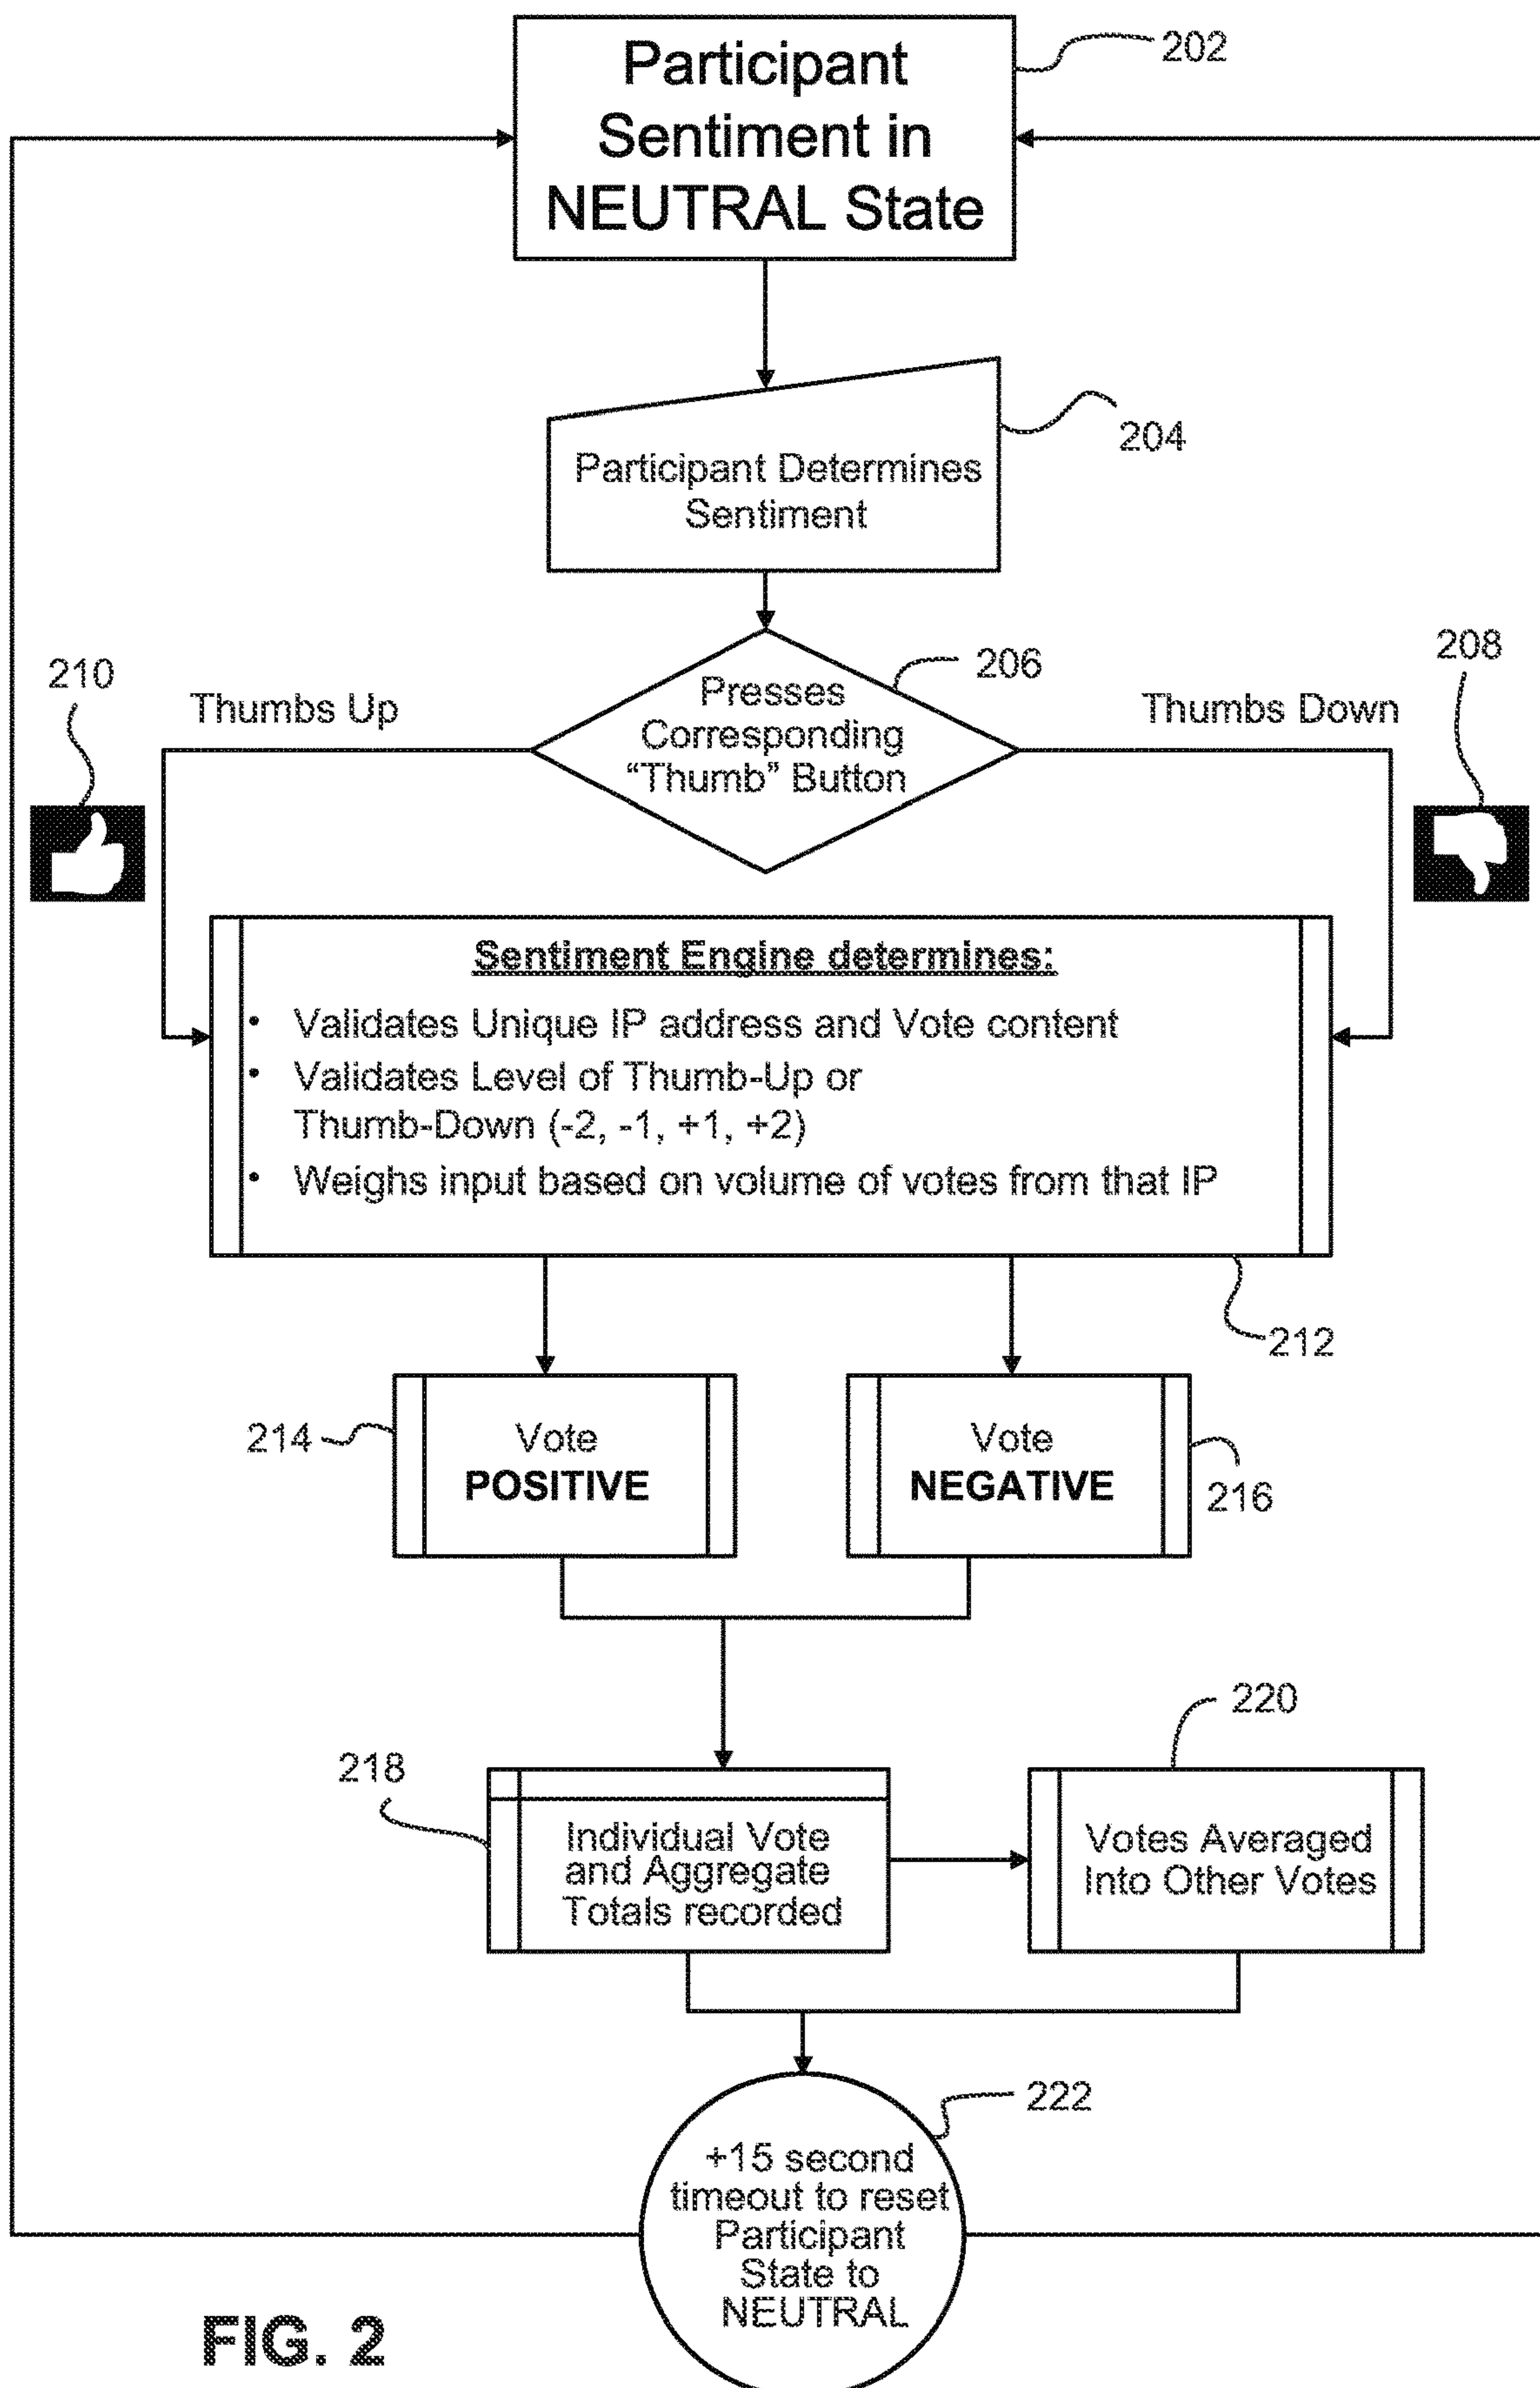 Participant
Sentiment in
NEUTRAL State
202
204
Participant Determines
Sentiment
206
208
210
Thumbs Up
Presses
Corresponding
“Thumb” Button
Thumbs Down
Sentiment Engine determines:
• Validates Unique IP address and Vote content
• Validates Level of Thumb-Up or
Thumb-Down (-2, -1, +1, +2)
• Weighs input based on volume of votes from that IP
212
214
Vote
POSITIVE
Vote
NEGATIVE
216
220
218
Individual Vote
and Aggregate
Totals recorded
Votes Averaged
Into Other Votes
222
+15 second
timeout to reset
Participant
State to
NEUTRAL
FIG. 2